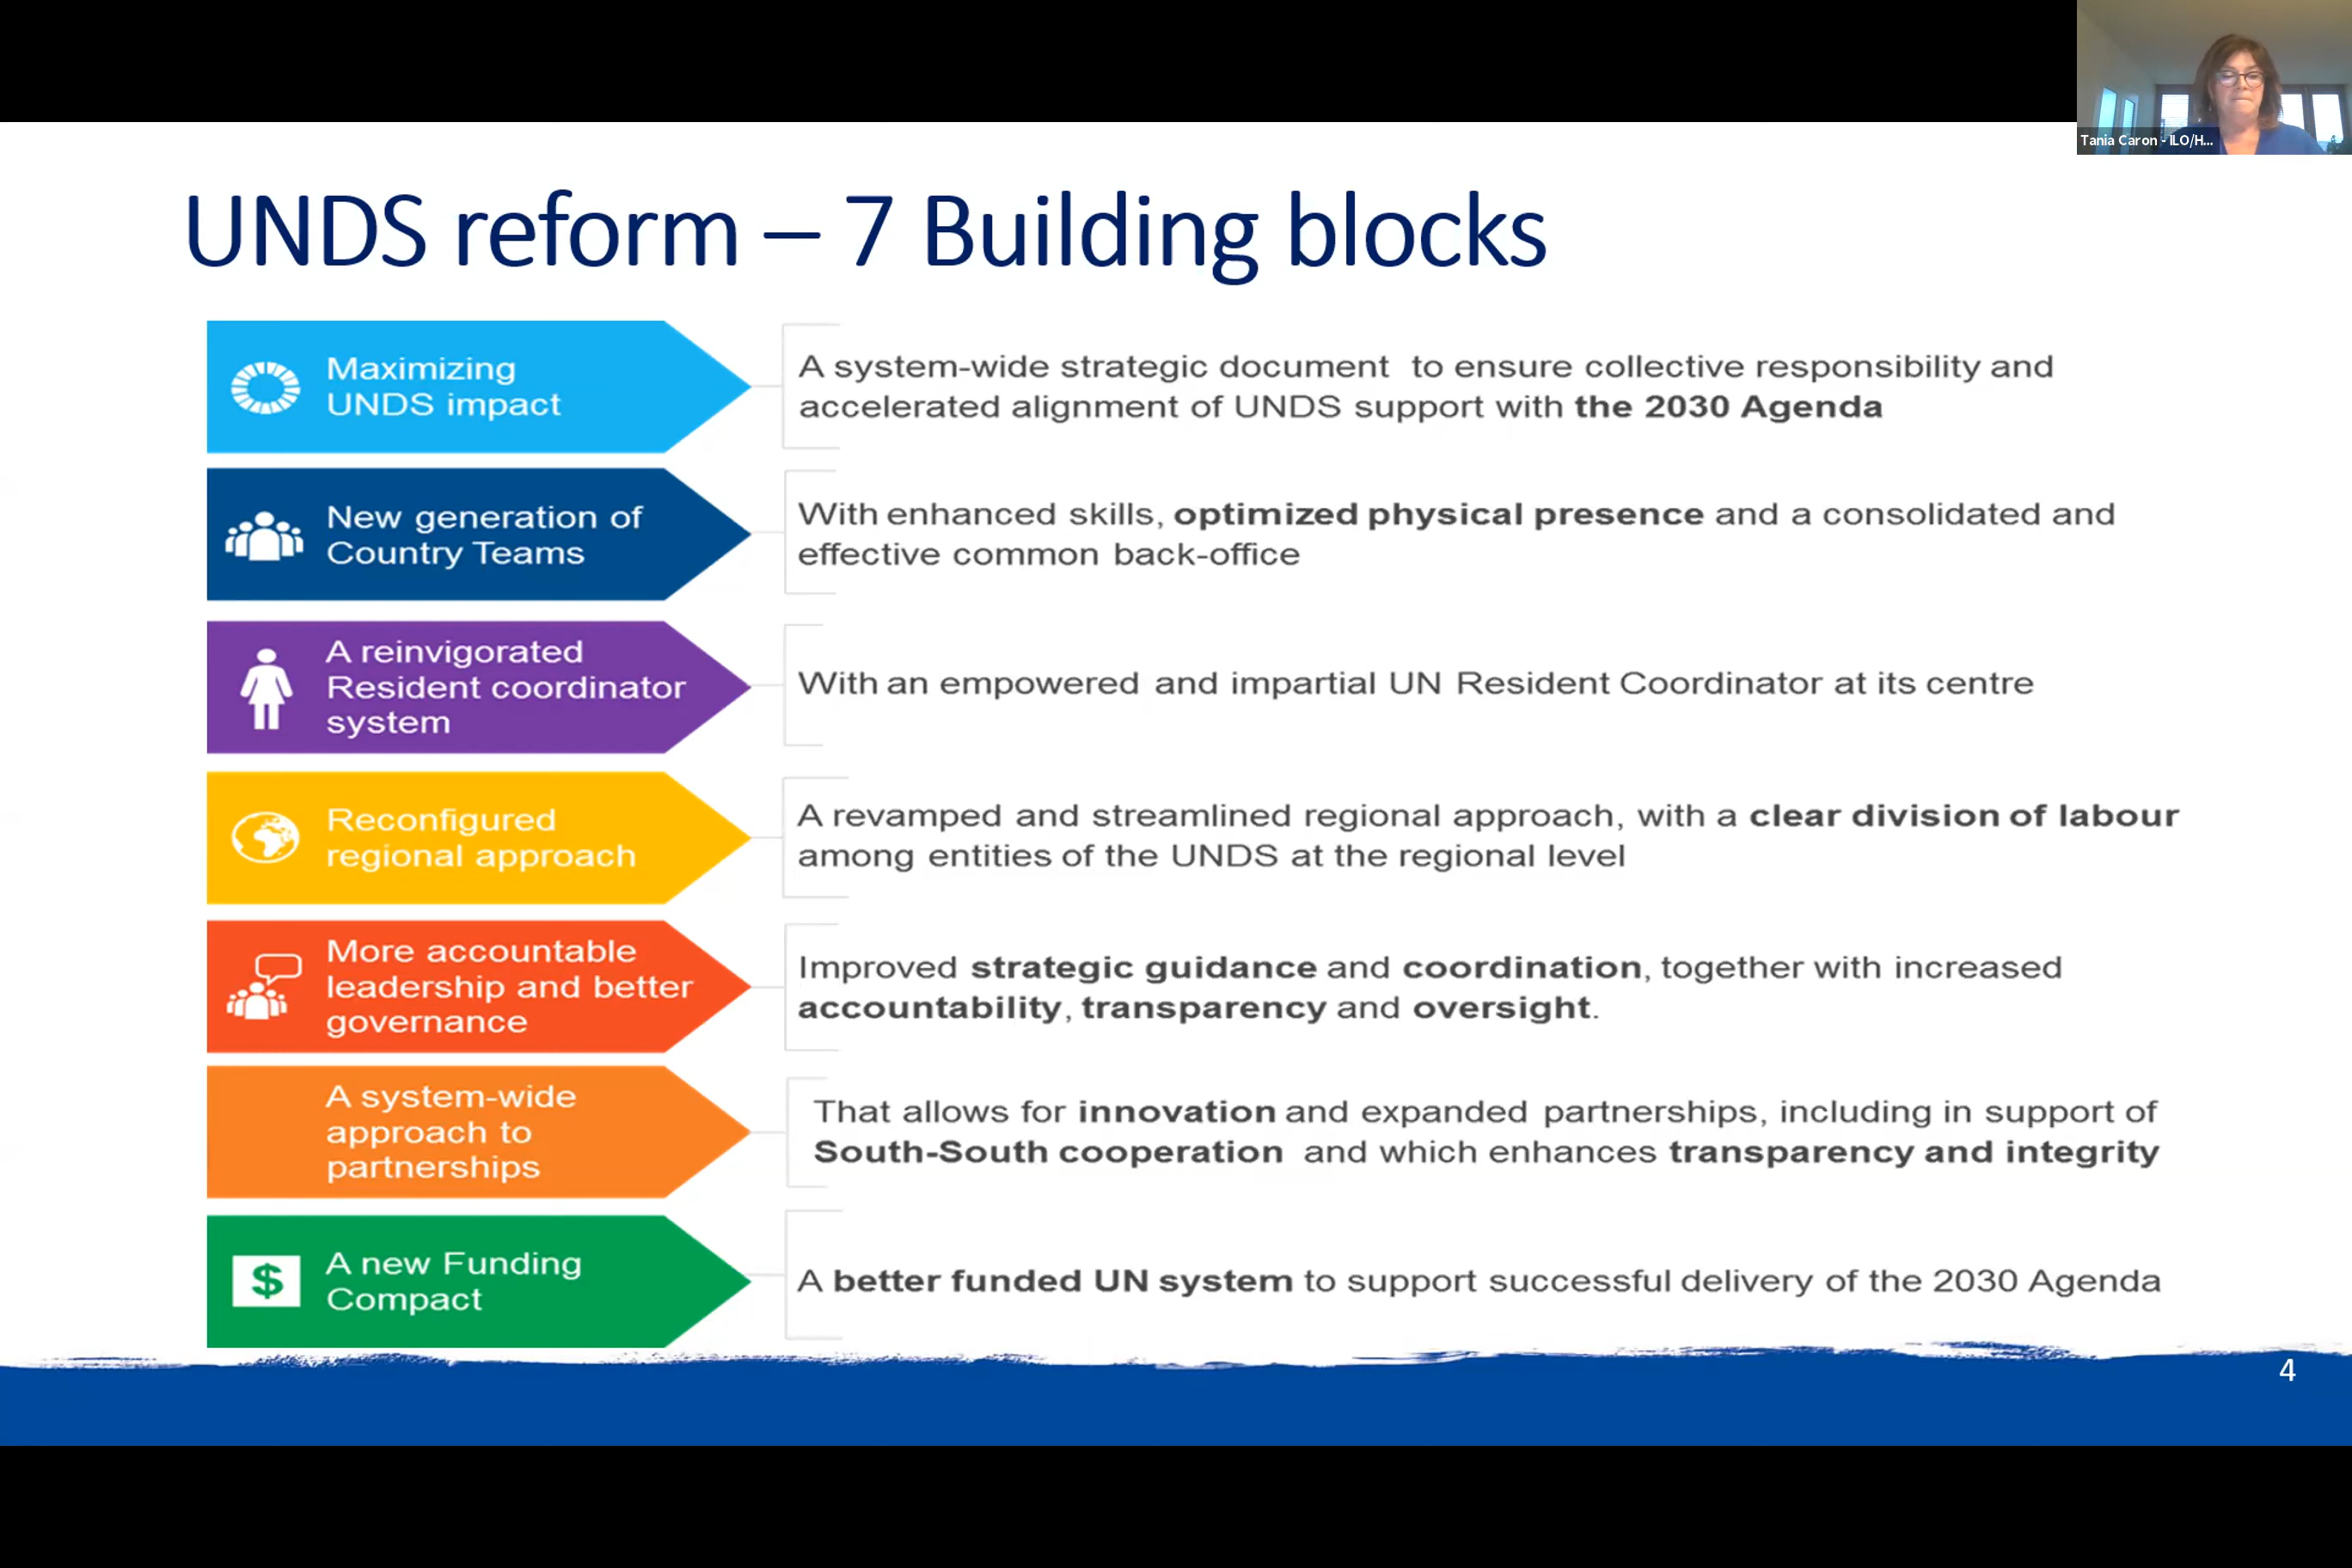 Tania Caron - ILO/H...
UNDS reform – 7 Building blocks
Maximizing
UNDS impact
A system-wide strategic document to ensure collective responsibility and
accelerated alignment of UNDS support with the 2030 Agenda
New generation of
Country Teams
With enhanced skills, optimized physical presence and a consolidated and
effective common back-office
A reinvigorated
Resident coordinator
system
With an empowered and impartial UN Resident Coordinator at its centre
Reconfigured
regional approach
A revamped and streamlined regional approach, with a clear division of labour
among entities of the UNDS at the regional level
More accountable
leadership and better
governance
Improved strategic guidance and coordination, together with increased
accountability, transparency and oversight.
A system-wide
approach to
partnerships
That allows for innovation and expanded partnerships, including in support of
South-South cooperation and which enhances transparency and integrity
$
A new Funding
Compact
A better funded UN system to support successful delivery of the 2030 Agenda
4